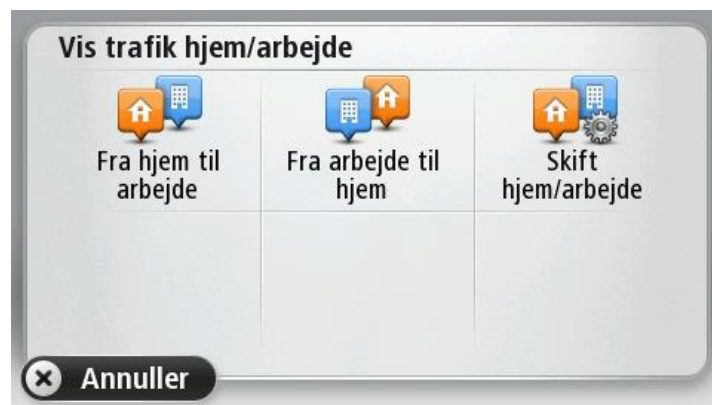 Vis trafik hjem/arbejde
Fra hjem til
arbejde
Fra arbejde til
hjem
Skift
hjem/arbejde
Annuller